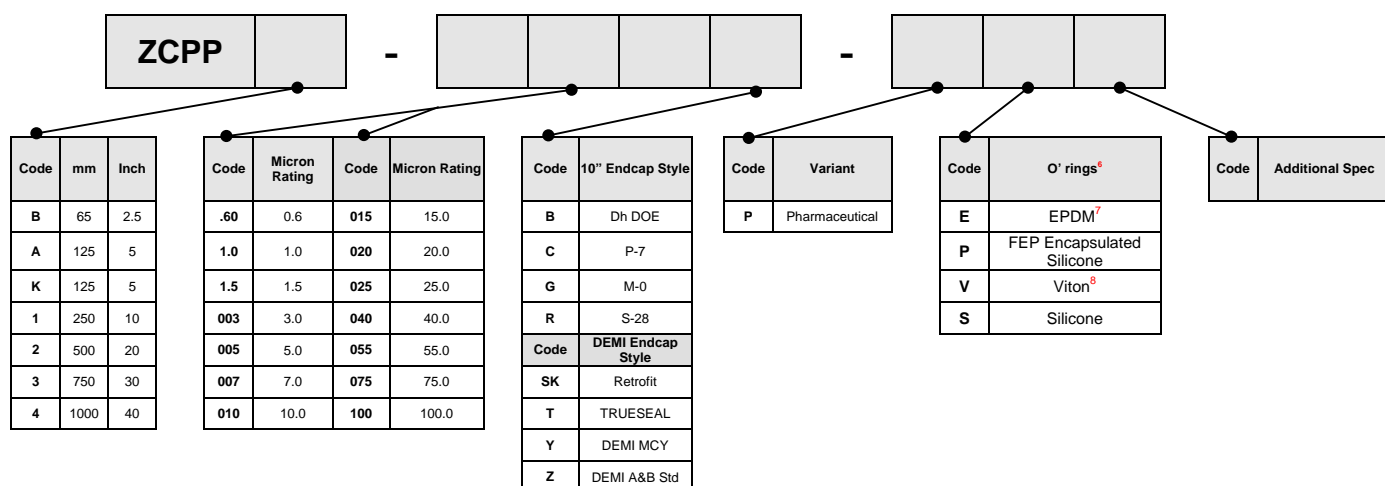 ZCPP - -
Code mm Inch
B 65 2.5
A 125 5
K 125 5
1 250 10
2 500 20
3 750 30
4 1000 40
Code Micron Rating Code Micron Rating
.60 0.6 015 15.0
1.0 1.0 020 20.0
1.5 1.5 025 25.0
003 3.0 040 40.0
005 5.0 055 55.0
007 7.0 075 75.0
010 10.0 100 100.0
Code 10” Endcap Style
B Dh DOE
C P-7
G M-0
R S-28
Code DEMI Endcap Style
SK Retrofit
T TRUESEAL
Y DEMI MCY
Z DEMI A&B Std
Code Variant
P Pharmaceutical
Code O’ rings⁶
E EPDM⁷
P FEP Encapsulated Silicone
V Viton⁸
S Silicone
Code Additional Spec